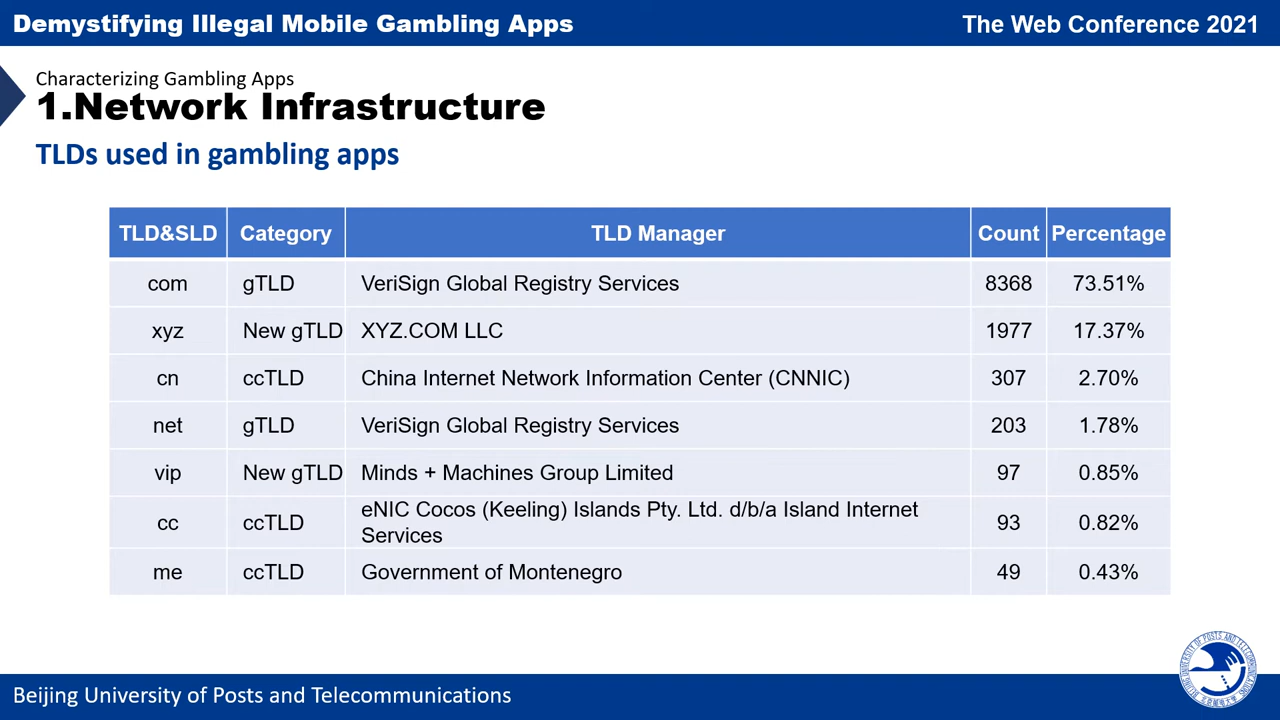 Demystifying Illegal Mobile Gambling Apps
The Web Conference 2021
Characterizing Gambling Apps
1.Network Infrastructure
TLDs used in gambling apps
TLD&SLD Category TLD Manager Count Percentage
com gTLD VeriSign Global Registry Services 8368 73.51%
xyz New gTLD XYZ.COM LLC 1977 17.37%
cn ccTLD China Internet Network Information Center (CNNIC) 307 2.70%
net gTLD VeriSign Global Registry Services 203 1.78%
vip New gTLD Minds + Machines Group Limited 97 0.85%
cc ccTLD eNIC Cocos (Keeling) Islands Pty. Ltd. d/b/a Island Internet
Services 93 0.82%
me ccTLD Government of Montenegro 49 0.43%
Beijing University of Posts and Telecommunications